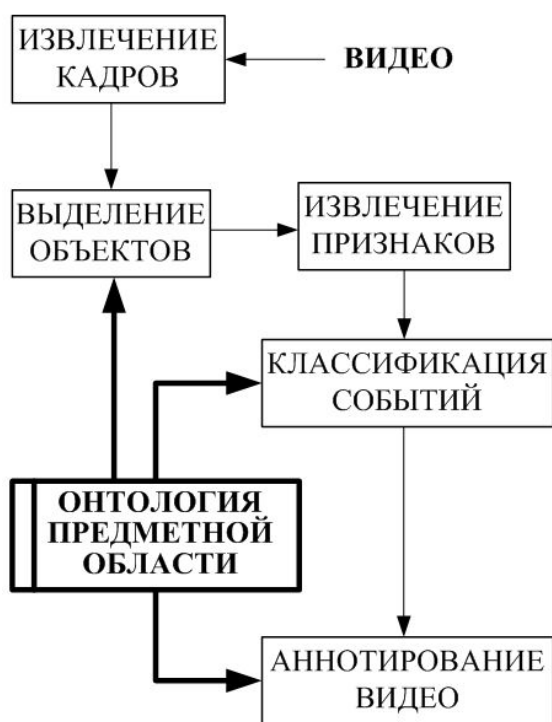 ИЗВЛЕЧЕНИЕ
КАДРОВ
ВИДЕО
ВЫДЕЛЕНИЕ
ОБЪЕКТОВ
ИЗВЛЕЧЕНИЕ
ПРИЗНАКОВ
КЛАССИФИКАЦИЯ
СОБЫТИЙ
ОНТОЛОГИЯ
ПРЕДМЕТНОЙ
ОБЛАСТИ
АННОТИРОВАНИЕ
ВИДЕО